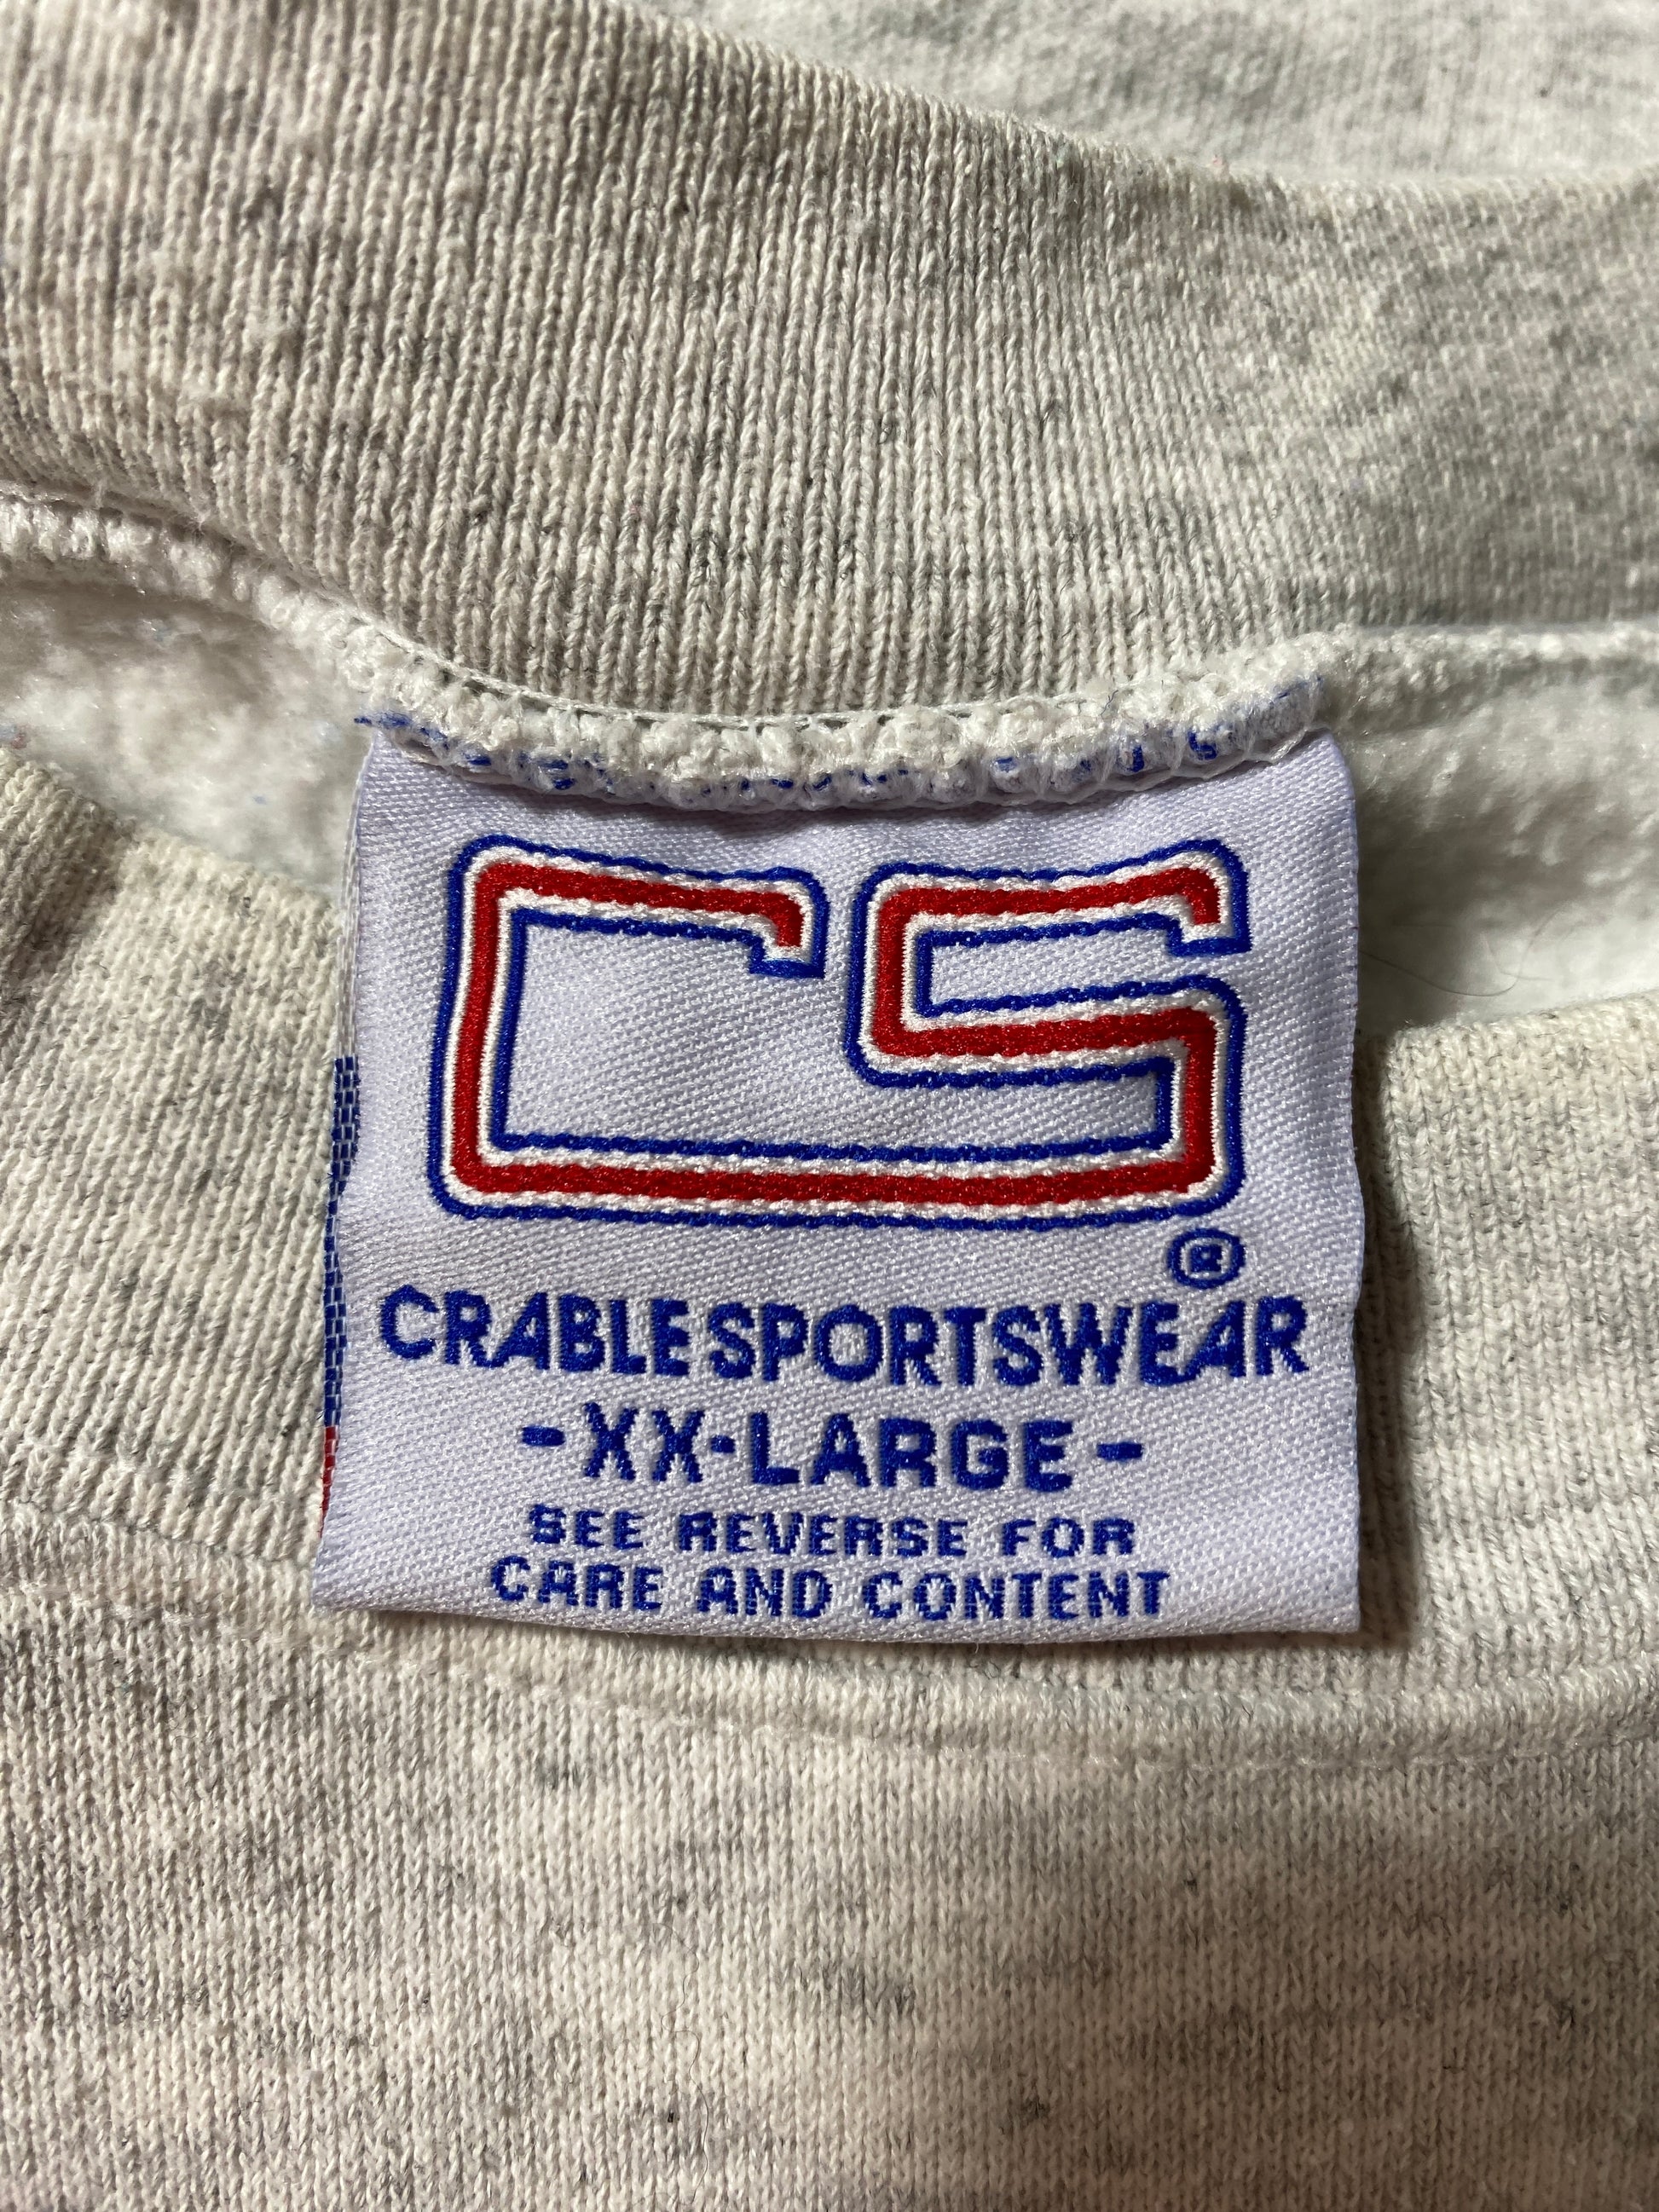 CS
®
CRABLE SPORTSWEAR
-XX-LARGE-
SEE REVERSE FOR
CARE AND CONTENT